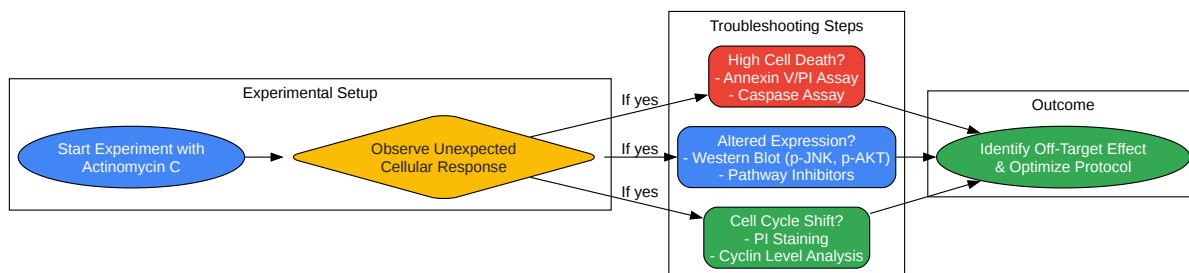 Troubleshooting Steps
High Cell Death?
- Annexin V/PI Assay
- Caspase Assay
Experimental Setup
If yes
Outcome
Start Experiment with
Actinomycin C
Observe Unexpected
Cellular Response
If yes
Altered Expression?
- Western Blot (p-JNK, p-AKT)
- Pathway Inhibitors
Identify Off-Target Effect
& Optimize Protocol
If yes
Cell Cycle Shift?
- PI Staining
- Cyclin Level Analysis